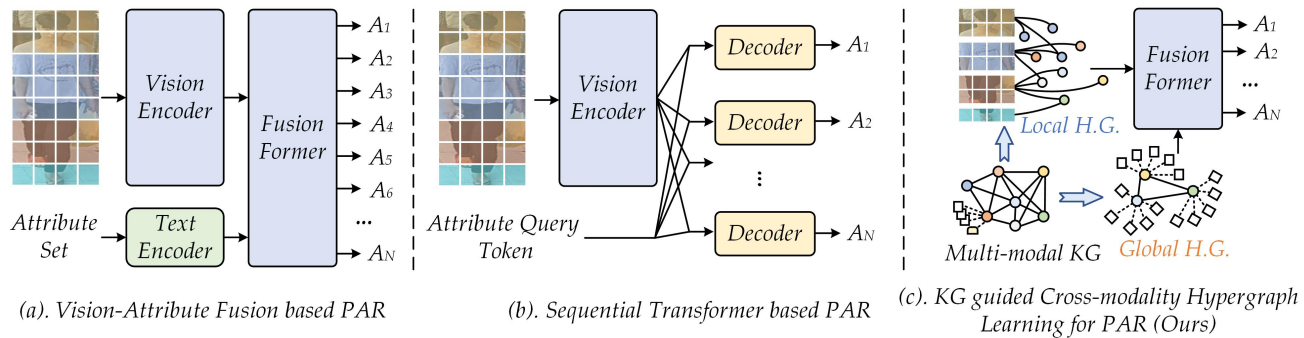 Vision
Encoder
Fusion
Former
Attribute
Set
Text
Encoder
A1
A2
A3
A4
A5
A6
...
AN
(a). Vision-Attribute Fusion based PAR
Vision
Encoder
Attribute Query
Token
Decoder
A1
Decoder
A2
...
Decoder
AN
(b). Sequential Transformer based PAR
Fusion
Former
A1
A2
...
AN
Local H.G.
Multi-modal KG
Global H.G.
(c). KG guided Cross-modality Hypergraph
Learning for PAR (Ours)